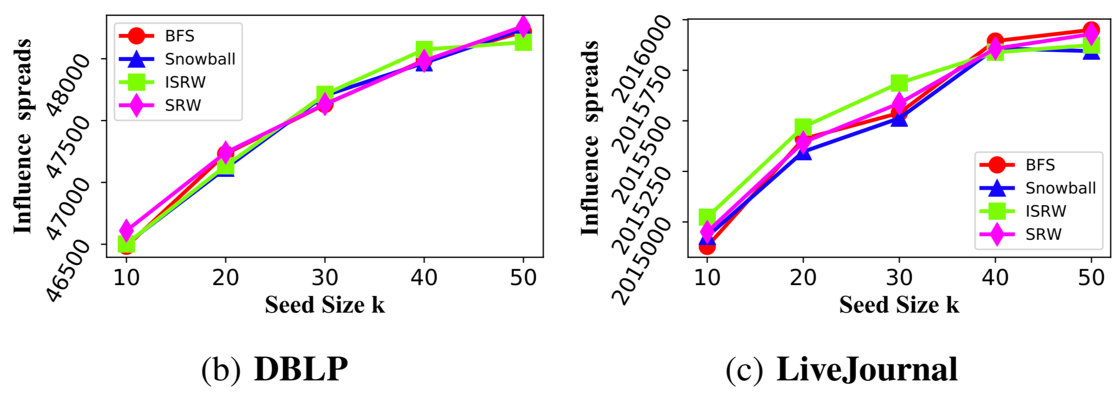 Influence spreads
48000
47500
47000
46500
BFS
Snowball
ISRW
SRW
10 20 30 40 50
Seed Size k
(b) DBLP
Influence spreads
2016000
2015750
2015500
2015250
2015000
BFS
Snowball
ISRW
SRW
10 20 30 40 50
Seed Size k
(c) LiveJournal